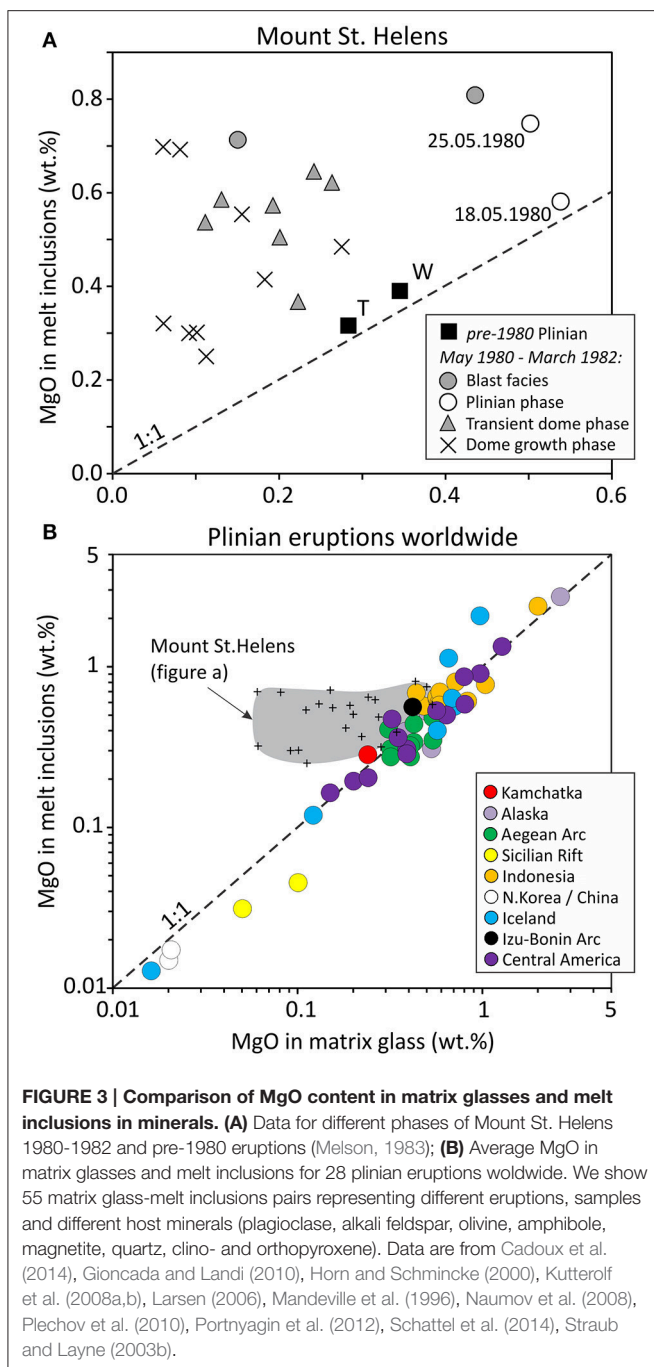 A
Mount St. Helens
MgO in melt inclusions (wt.%)
0.8
0.6
0.4
0.2
0.0
25.05.1980
18.05.1980
W
T
1:1
pre-1980 Plinian
May 1980 - March 1982:
Blast facies
Plinian phase
Transient dome phase
Dome growth phase
0.0
0.2
0.4
0.6
B
Plinian eruptions worldwide
MgO in melt inclusions (wt.%)
5
1
0.1
0.01
Mount St.Helens
(figure a)
1:1
Kamchatka
Alaska
Aegean Arc
Sicilian Rift
Indonesia
N.Korea / China
Iceland
Izu-Bonin Arc
Central America
0.01
0.1
1
5
MgO in matrix glass (wt.%)
FIGURE 3 | Comparison of MgO content in matrix glasses and melt
inclusions in minerals. (A) Data for different phases of Mount St. Helens
1980-1982 and pre-1980 eruptions (Melson, 1983); (B) Average MgO in
matrix glasses and melt inclusions for 28 plinian eruptions woldwide. We show
55 matrix glass-melt inclusions pairs representing different eruptions, samples
and different host minerals (plagioclase, alkali feldspar, olivine, amphibole,
magnetite, quartz, clino- and orthopyroxene). Data are from Cadoux et al.
(2014), Gioncada and Landi (2010), Horn and Schmincke (2000), Kutterolf
et al. (2008a,b), Larsen (2006), Mandeville et al. (1996), Naumov et al. (2008),
Plechov et al. (2010), Portnyagin et al. (2012), Schattel et al. (2014), Straub
and Layne (2003b).